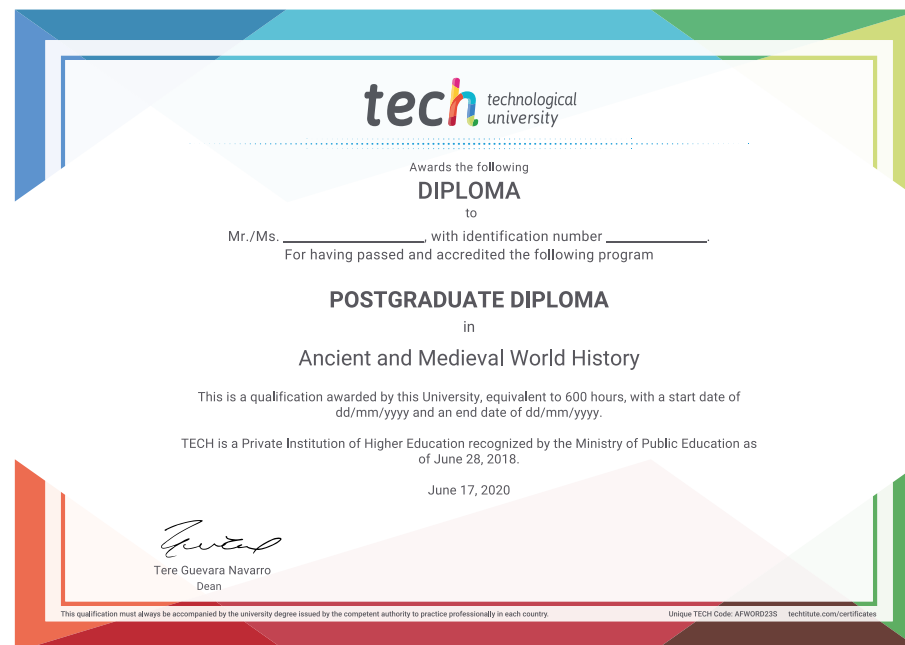 tech technological
university
Awards the following
DIPLOMA
to
Mr./Ms. ____________, with identification number ____________.
For having passed and accredited the following program
POSTGRADUATE DIPLOMA
in
Ancient and Medieval World History
This is a qualification awarded by this University, equivalent to 600 hours, with a start date of
dd/mm/yyyy and an end date of dd/mm/yyyy.
TECH is a Private Institution of Higher Education recognized by the Ministry of Public Education as
of June 28, 2018.
June 17, 2020
Tere Guevara Navarro
Dean
This qualification must always be accompanied by the university degree issued by the competent authority to practice professionally in each country.
Unique TECH Code: AFWORD23S techtitute.com/certificates